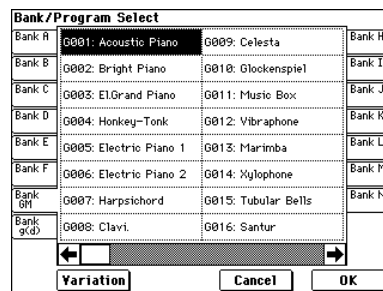 Bank/Program Select
Bank A
Bank B
Bank C
Bank D
Bank E
Bank F
Bank GM
Bank g(d)
G001: Acoustic Piano
G002: Bright Piano
G003: El.Grand Piano
G004: Honkey-Tonk
G005: Electric Piano 1
G006: Electric Piano 2
G007: Harpsichord
G008: Clavi.
G009: Celesta
G010: Glockenspiel
G011: Music Box
G012: Vibraphone
G013: Marimba
G014: Xylophone
G015: Tubular Bells
G016: Santur
Bank H
Bank I
Bank J
Bank K
Bank L
Bank M
Bank N
Variation
Cancel
OK